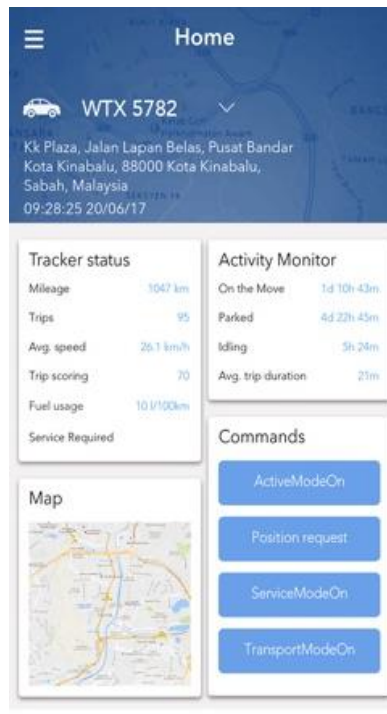 Home
WTX 5782
Kk Plaza, Jalan Lapan Belas, Pusat Bandar
Kota Kinabalu, 88000 Kota Kinabalu,
Sabah, Malaysia
09:28:25 20/06/17
Tracker status
Mileage 1047 km
Trips 95
Avg. speed 26.1 km/h
Trip scoring 70
Fuel usage 10 l/100km
Service Required
Activity Monitor
On the Move 1d 10h 43m
Parked 4d 22h 45m
Idling 5h 24m
Avg. trip duration 21m
Map
Commands
ActiveModeOn
Position request
ServiceModeOn
TransportModeOn